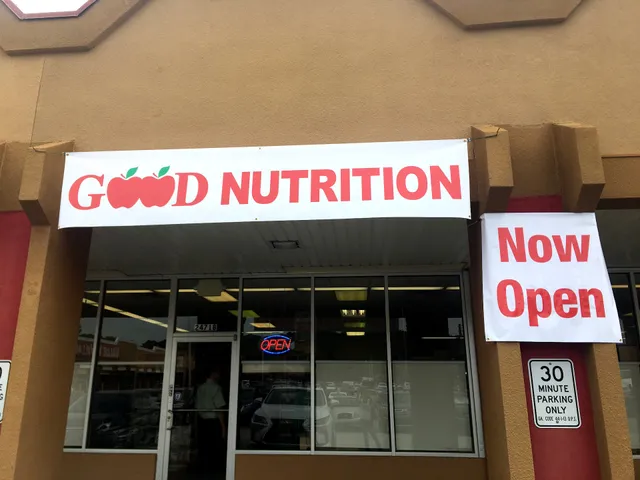 GOOD NUTRITION
Now
Open
OPEN
30
MINUTE
PARKING
ONLY